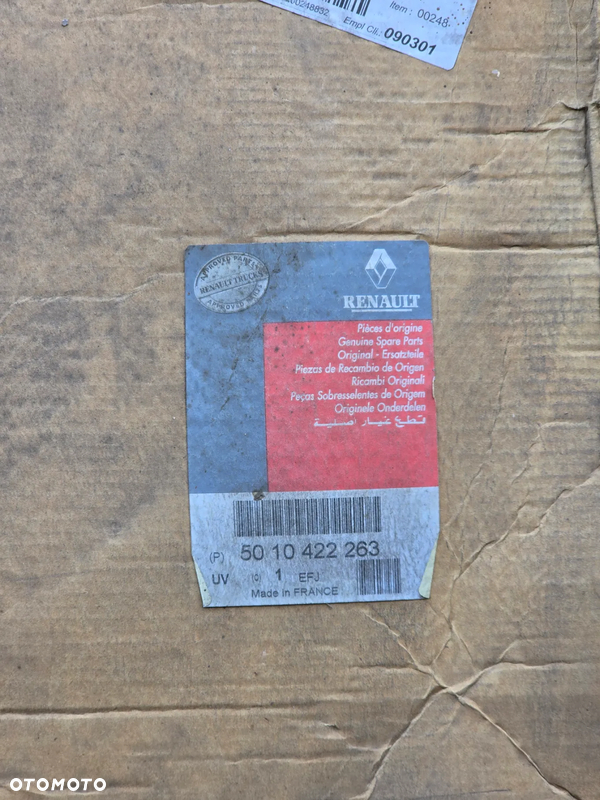 Item : 00248
00248832
Empl Cli.: 090301
APPROVED PARTS
RENAULT TRUCKS
RENAULT
Pièces d'origine
Genuine Spare Parts
Original - Ersatzteile
Piezas de Recambio de Origen
Ricambi Originali
Peças Sobresselentes de Origem
Originele Onderdelen
قطع غيار اصلية
(P) 50 10 422 263
UV (Q) 1 EFJ
Made in FRANCE
OTOMOTO